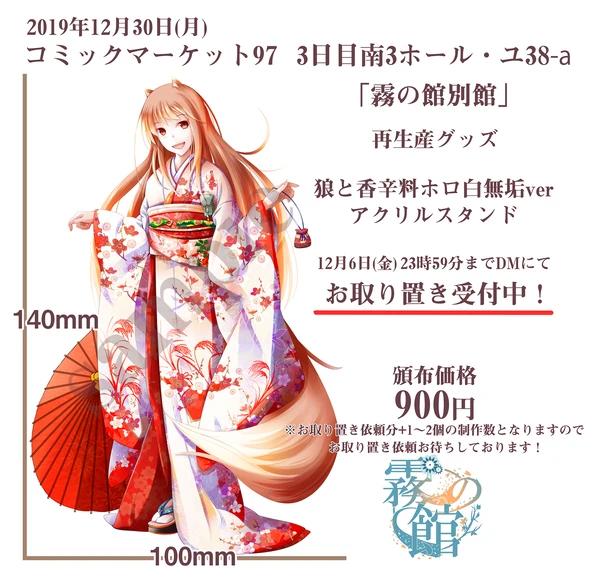 2019年12月30日(月)
コミックマーケット97 3日目南3ホール・ユ38-a
「霧の館別館」
再生産グッズ
狼と香辛料ホロ白無垢ver
アクリルスタンド
12月6日(金) 23時59分までDMにて
お取り置き受付中！
140mm
頒布価格
900円
※お取り置き依頼分+1〜2個の制作数となりますので
お取り置き依頼お待ちしております！
霧の館
100mm
sample